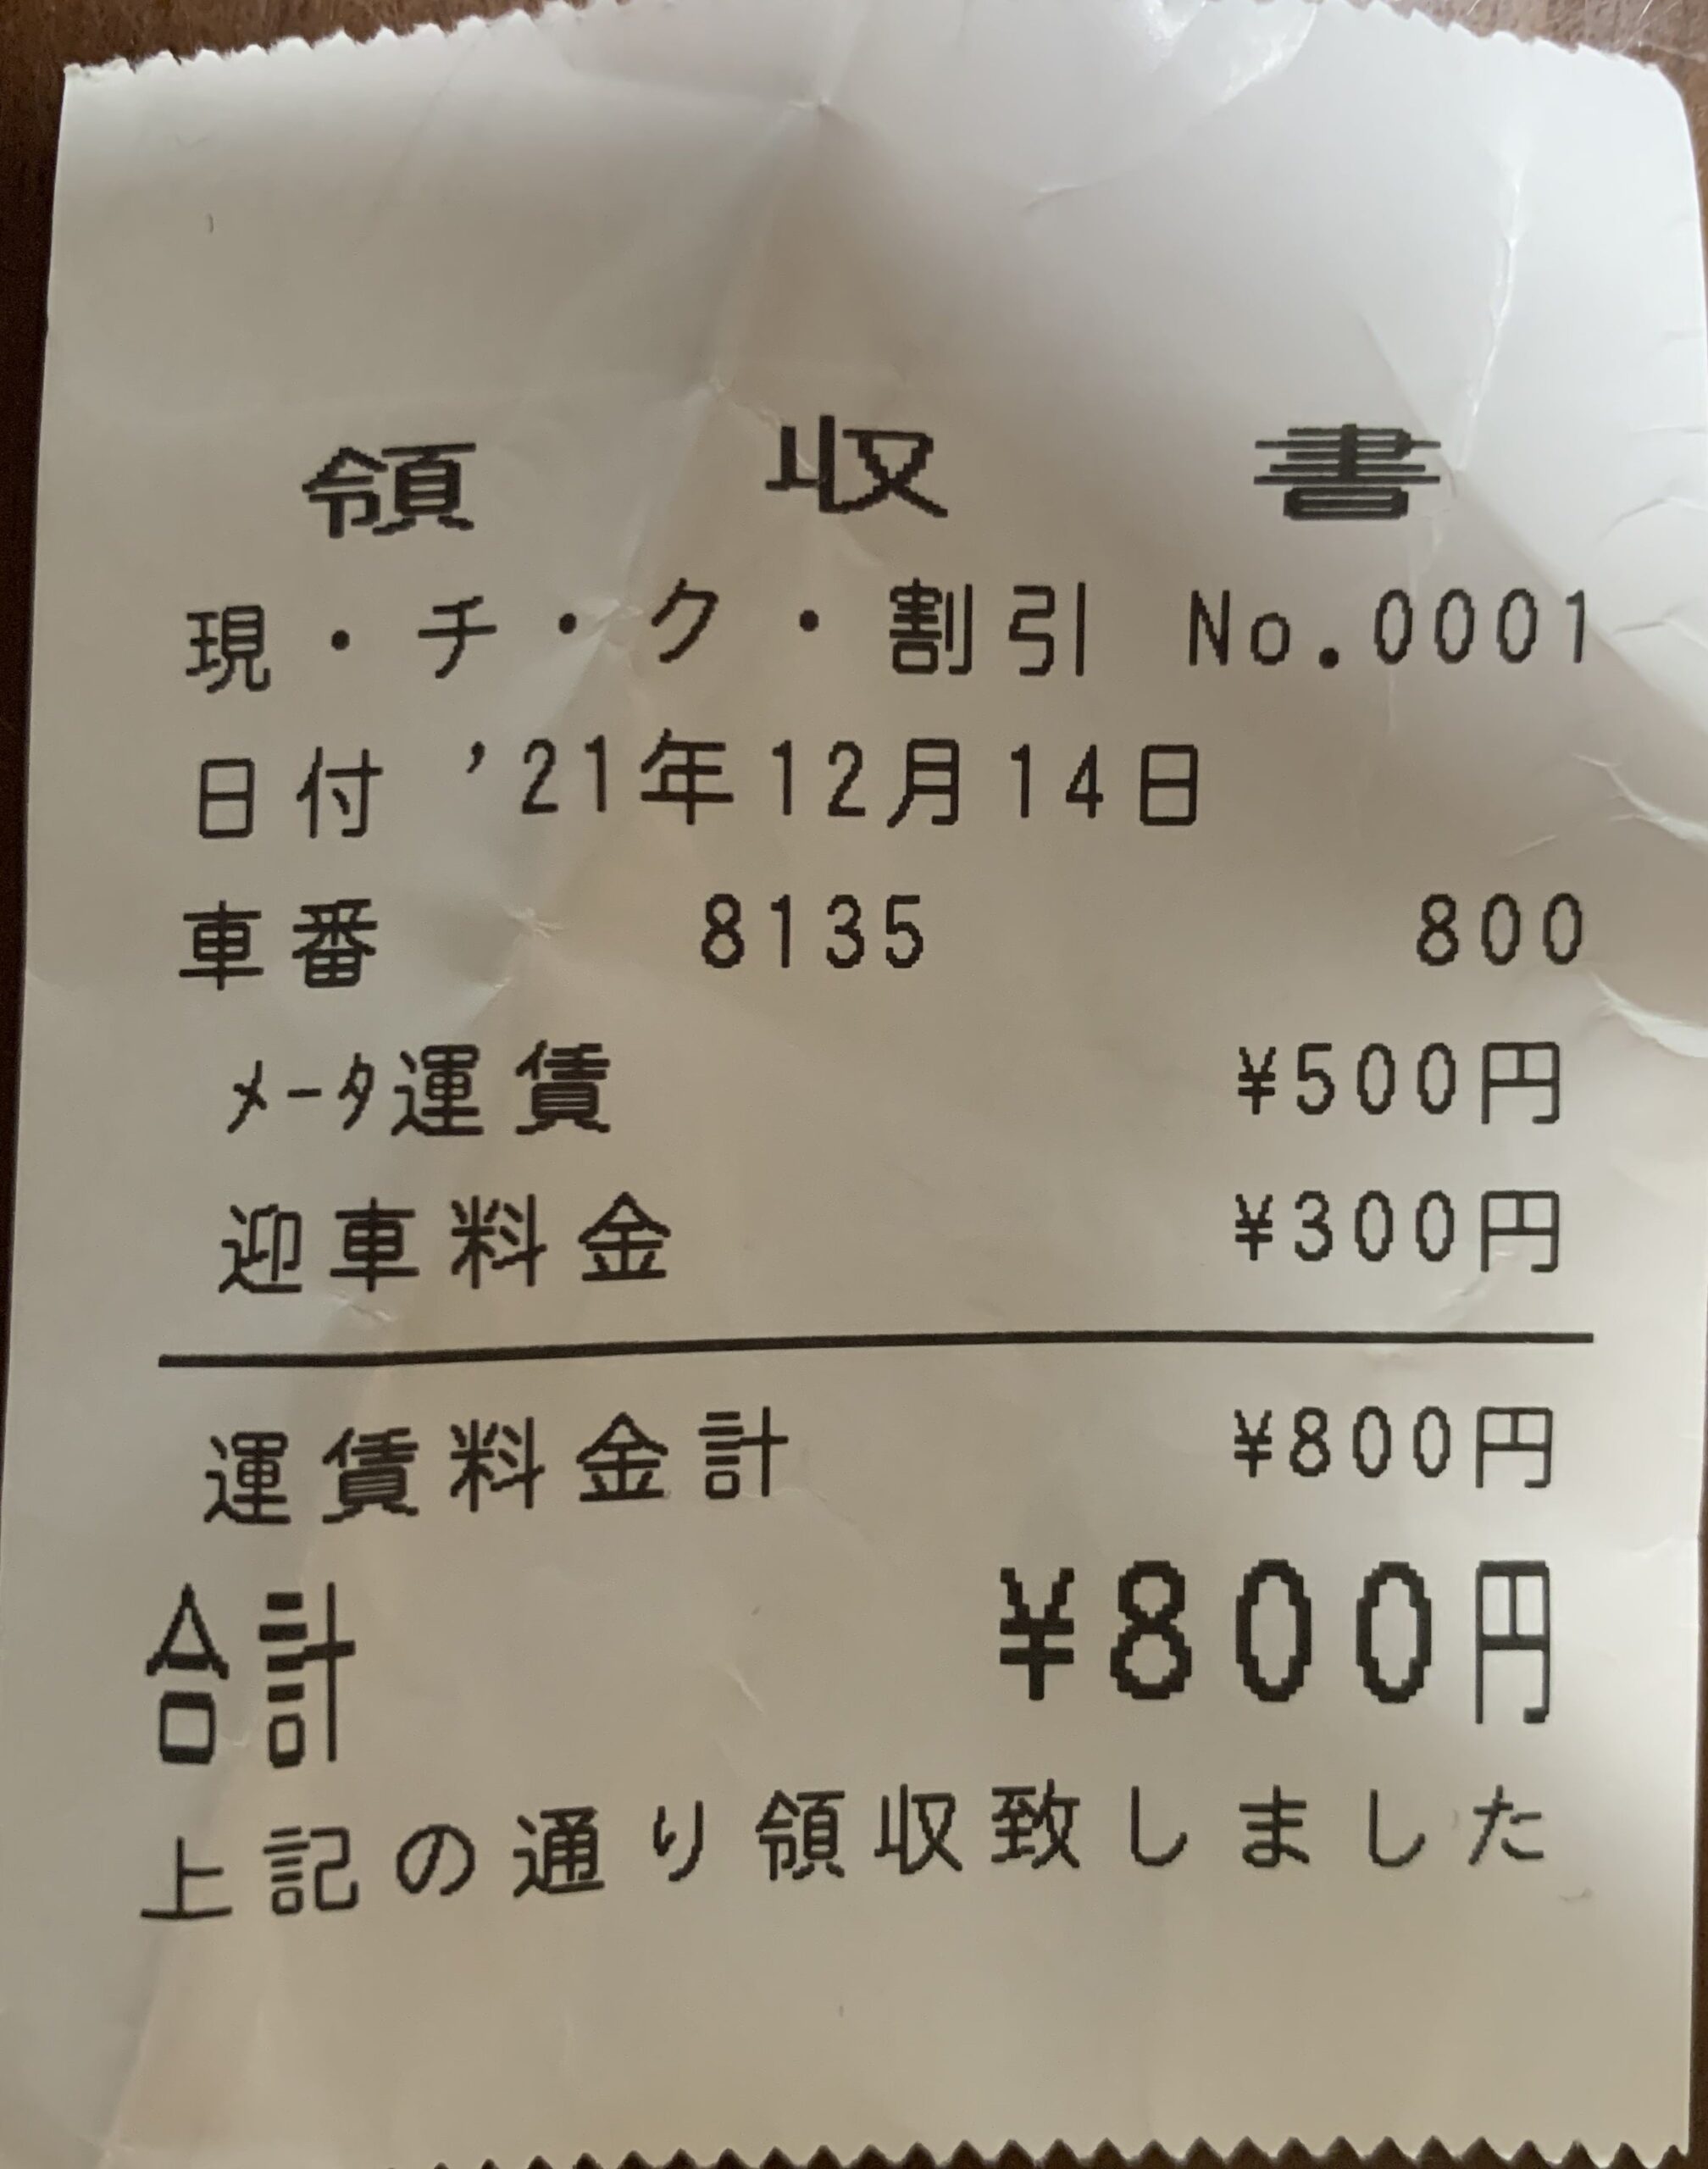 領収書
現・チ・ク・割引 No.0001
日付 '21年12月14日
車番 8135 800
ﾒｰﾀ運賃 ¥500円
迎車料金 ¥300円
運賃料金計 ¥800円
合計 ¥800円
上記の通り領収致しました